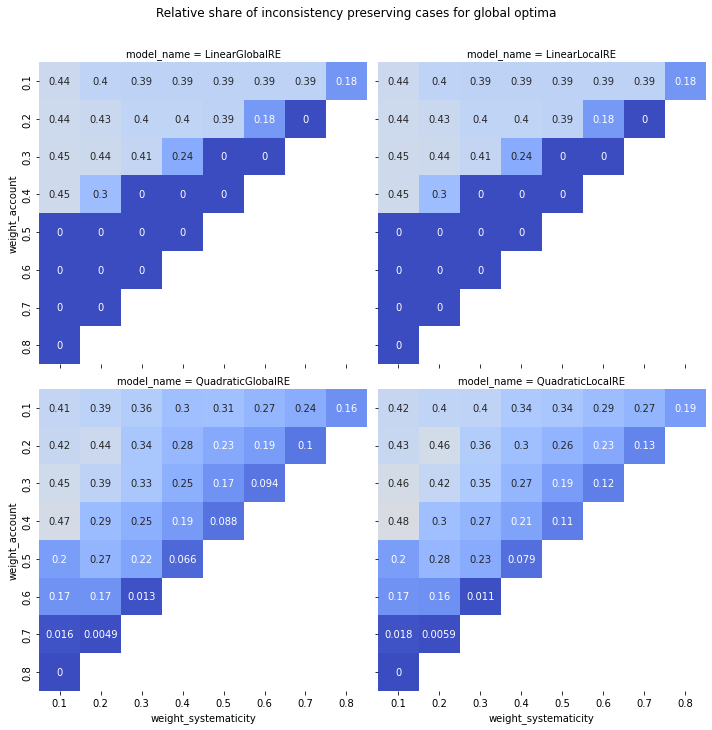 Relative share of inconsistency preserving cases for global optima
model_name = LinearGlobalRE
model_name = LinearLocalRE
weight_account
0.1 0.44 0.4 0.39 0.39 0.39 0.39 0.39 0.18
0.2 0.44 0.43 0.4 0.4 0.39 0.18 0
0.3 0.45 0.44 0.41 0.24 0 0
0.4 0.45 0.3 0 0 0
0.5 0 0 0 0
0.6 0 0 0
0.7 0 0
0.8 0
0.44 0.4 0.39 0.39 0.39 0.39 0.39 0.18
0.44 0.43 0.4 0.4 0.39 0.18 0
0.45 0.44 0.41 0.24 0 0
0.45 0.3 0 0 0
0 0 0 0
0 0 0
0 0
0
model_name = QuadraticGlobalRE
model_name = QuadraticLocalRE
weight_account
0.1 0.41 0.39 0.36 0.3 0.31 0.27 0.24 0.16
0.2 0.42 0.44 0.34 0.28 0.23 0.19 0.1
0.3 0.45 0.39 0.33 0.25 0.17 0.094
0.4 0.47 0.29 0.25 0.19 0.088
0.5 0.2 0.27 0.22 0.066
0.6 0.17 0.17 0.013
0.7 0.016 0.0049
0.8 0
0.1 0.2 0.3 0.4 0.5 0.6 0.7 0.8
weight_systematicity
0.42 0.4 0.4 0.34 0.34 0.29 0.27 0.19
0.43 0.46 0.36 0.3 0.26 0.23 0.13
0.46 0.42 0.35 0.27 0.19 0.12
0.48 0.3 0.27 0.21 0.11
0.2 0.28 0.23 0.079
0.17 0.16 0.011
0.018 0.0059
0
0.1 0.2 0.3 0.4 0.5 0.6 0.7 0.8
weight_systematicity